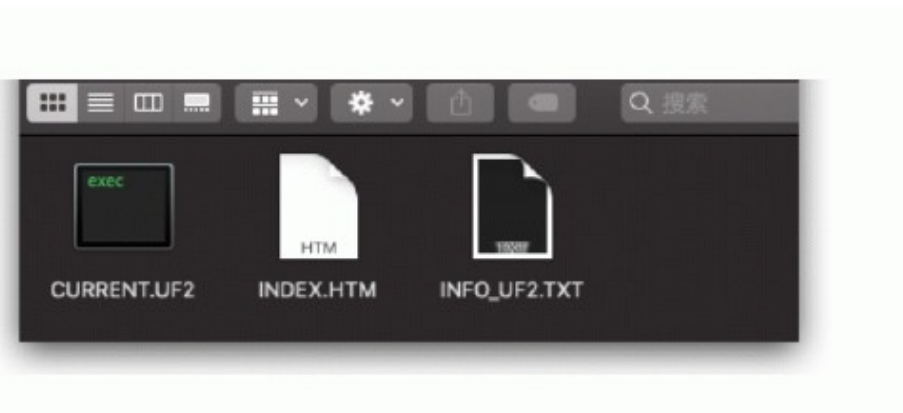 搜索
exec
HTM
CURRENT.UF2
INDEX.HTM
INFO_UF2.TXT